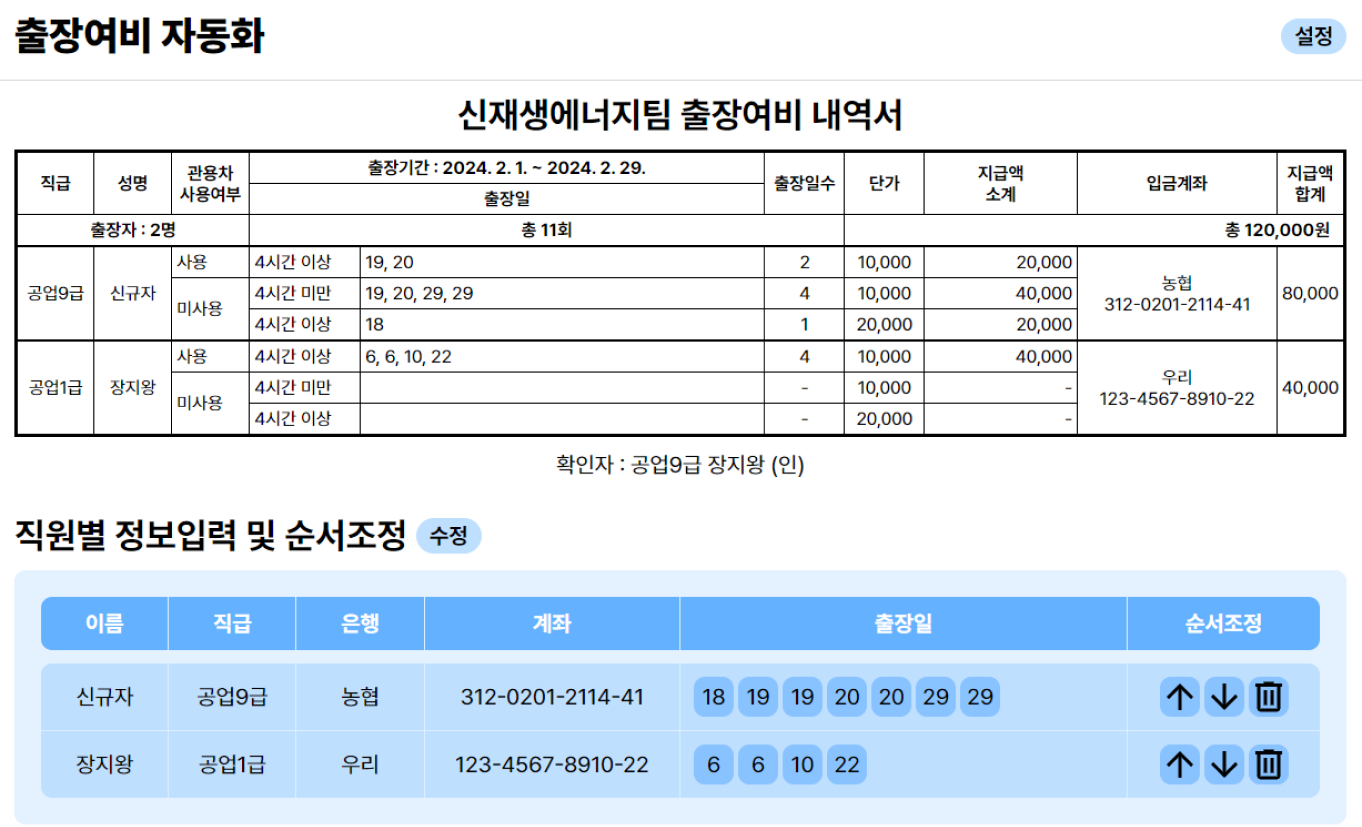 출장여비 자동화
설정
신재생에너지팀 출장여비 내역서
직급 성명 관용차 사용여부 출장기간 : 2024. 2. 1. ~ 2024. 2. 29. 출장일 출장일수 단가 지급액 소계 입금계좌 지급액 합계
출장자 : 2명 총 11회 총 120,000원
공업9급 신규자 사용 4시간 이상 19, 20 2 10,000 20,000 농협 312-0201-2114-41 80,000
미사용 4시간 미만 19, 20, 29, 29 4 10,000 40,000
4시간 이상 18 1 20,000 20,000
공업1급 장지왕 사용 4시간 이상 6, 6, 10, 22 4 10,000 40,000 우리 123-4567-8910-22 40,000
미사용 4시간 미만 - 10,000 -
4시간 이상 - 20,000 -
확인자 : 공업9급 장지왕 (인)
직원별 정보입력 및 순서조정 수정
이름 직급 은행 계좌 출장일 순서조정
신규자 공업9급 농협 312-0201-2114-41 18 19 19 20 20 29 29
장지왕 공업1급 우리 123-4567-8910-22 6 6 10 22